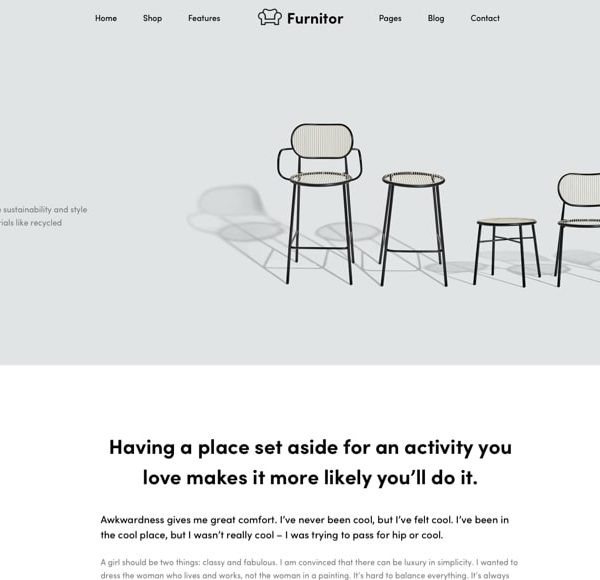 Home Shop Features Furnitor Pages Blog Contact
sustainability and style
like recycled
Having a place set aside for an activity you
love makes it more likely you’ll do it.
Awkwardness gives me great comfort. I’ve never been cool, but I’ve felt cool. I’ve been in
the cool place, but I wasn’t really cool – I was trying to pass for hip or cool.
A girl should be two things: classy and fabulous. I am convinced that there can be luxury in simplicity. I wanted to
dress the woman who lives and works, not the woman in a painting. It’s hard to balance everything. It’s always